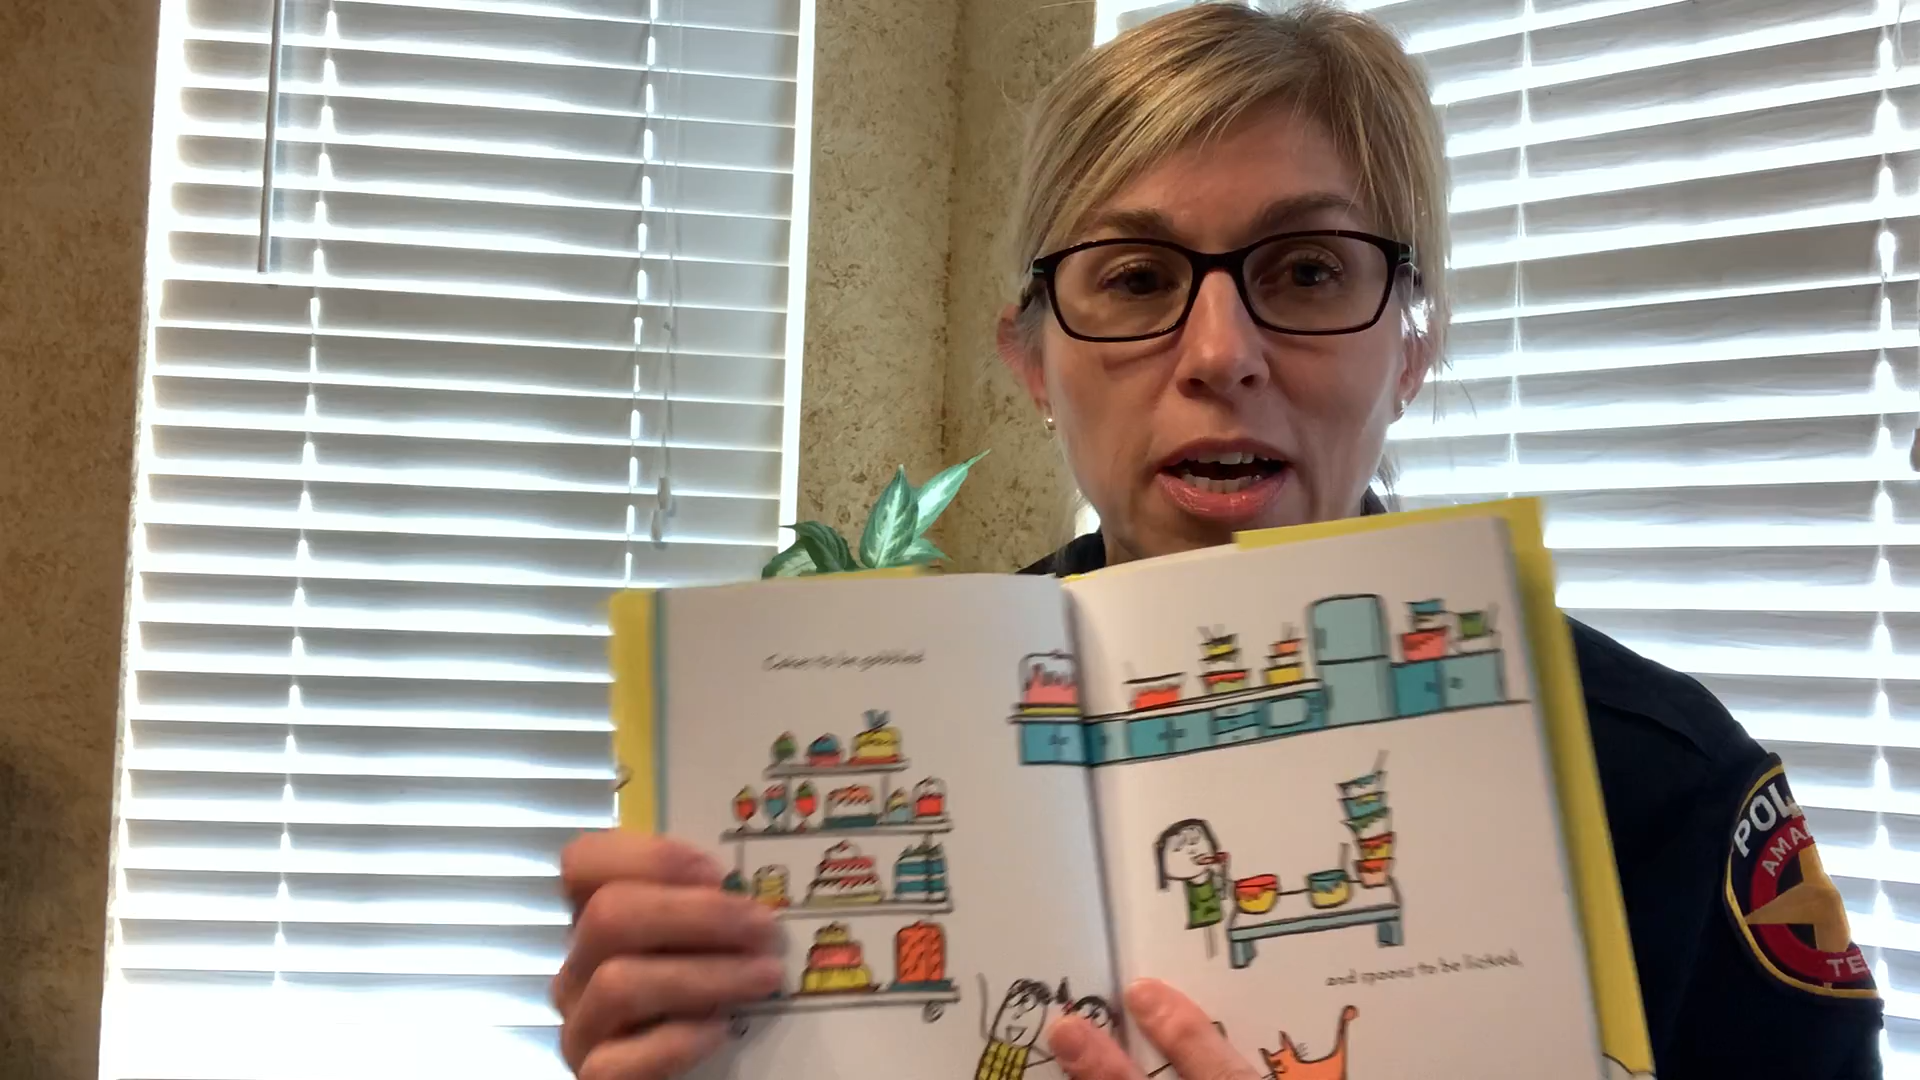 Cakes to be gobbled
and spoons to be licked,
POL
AMA
TE